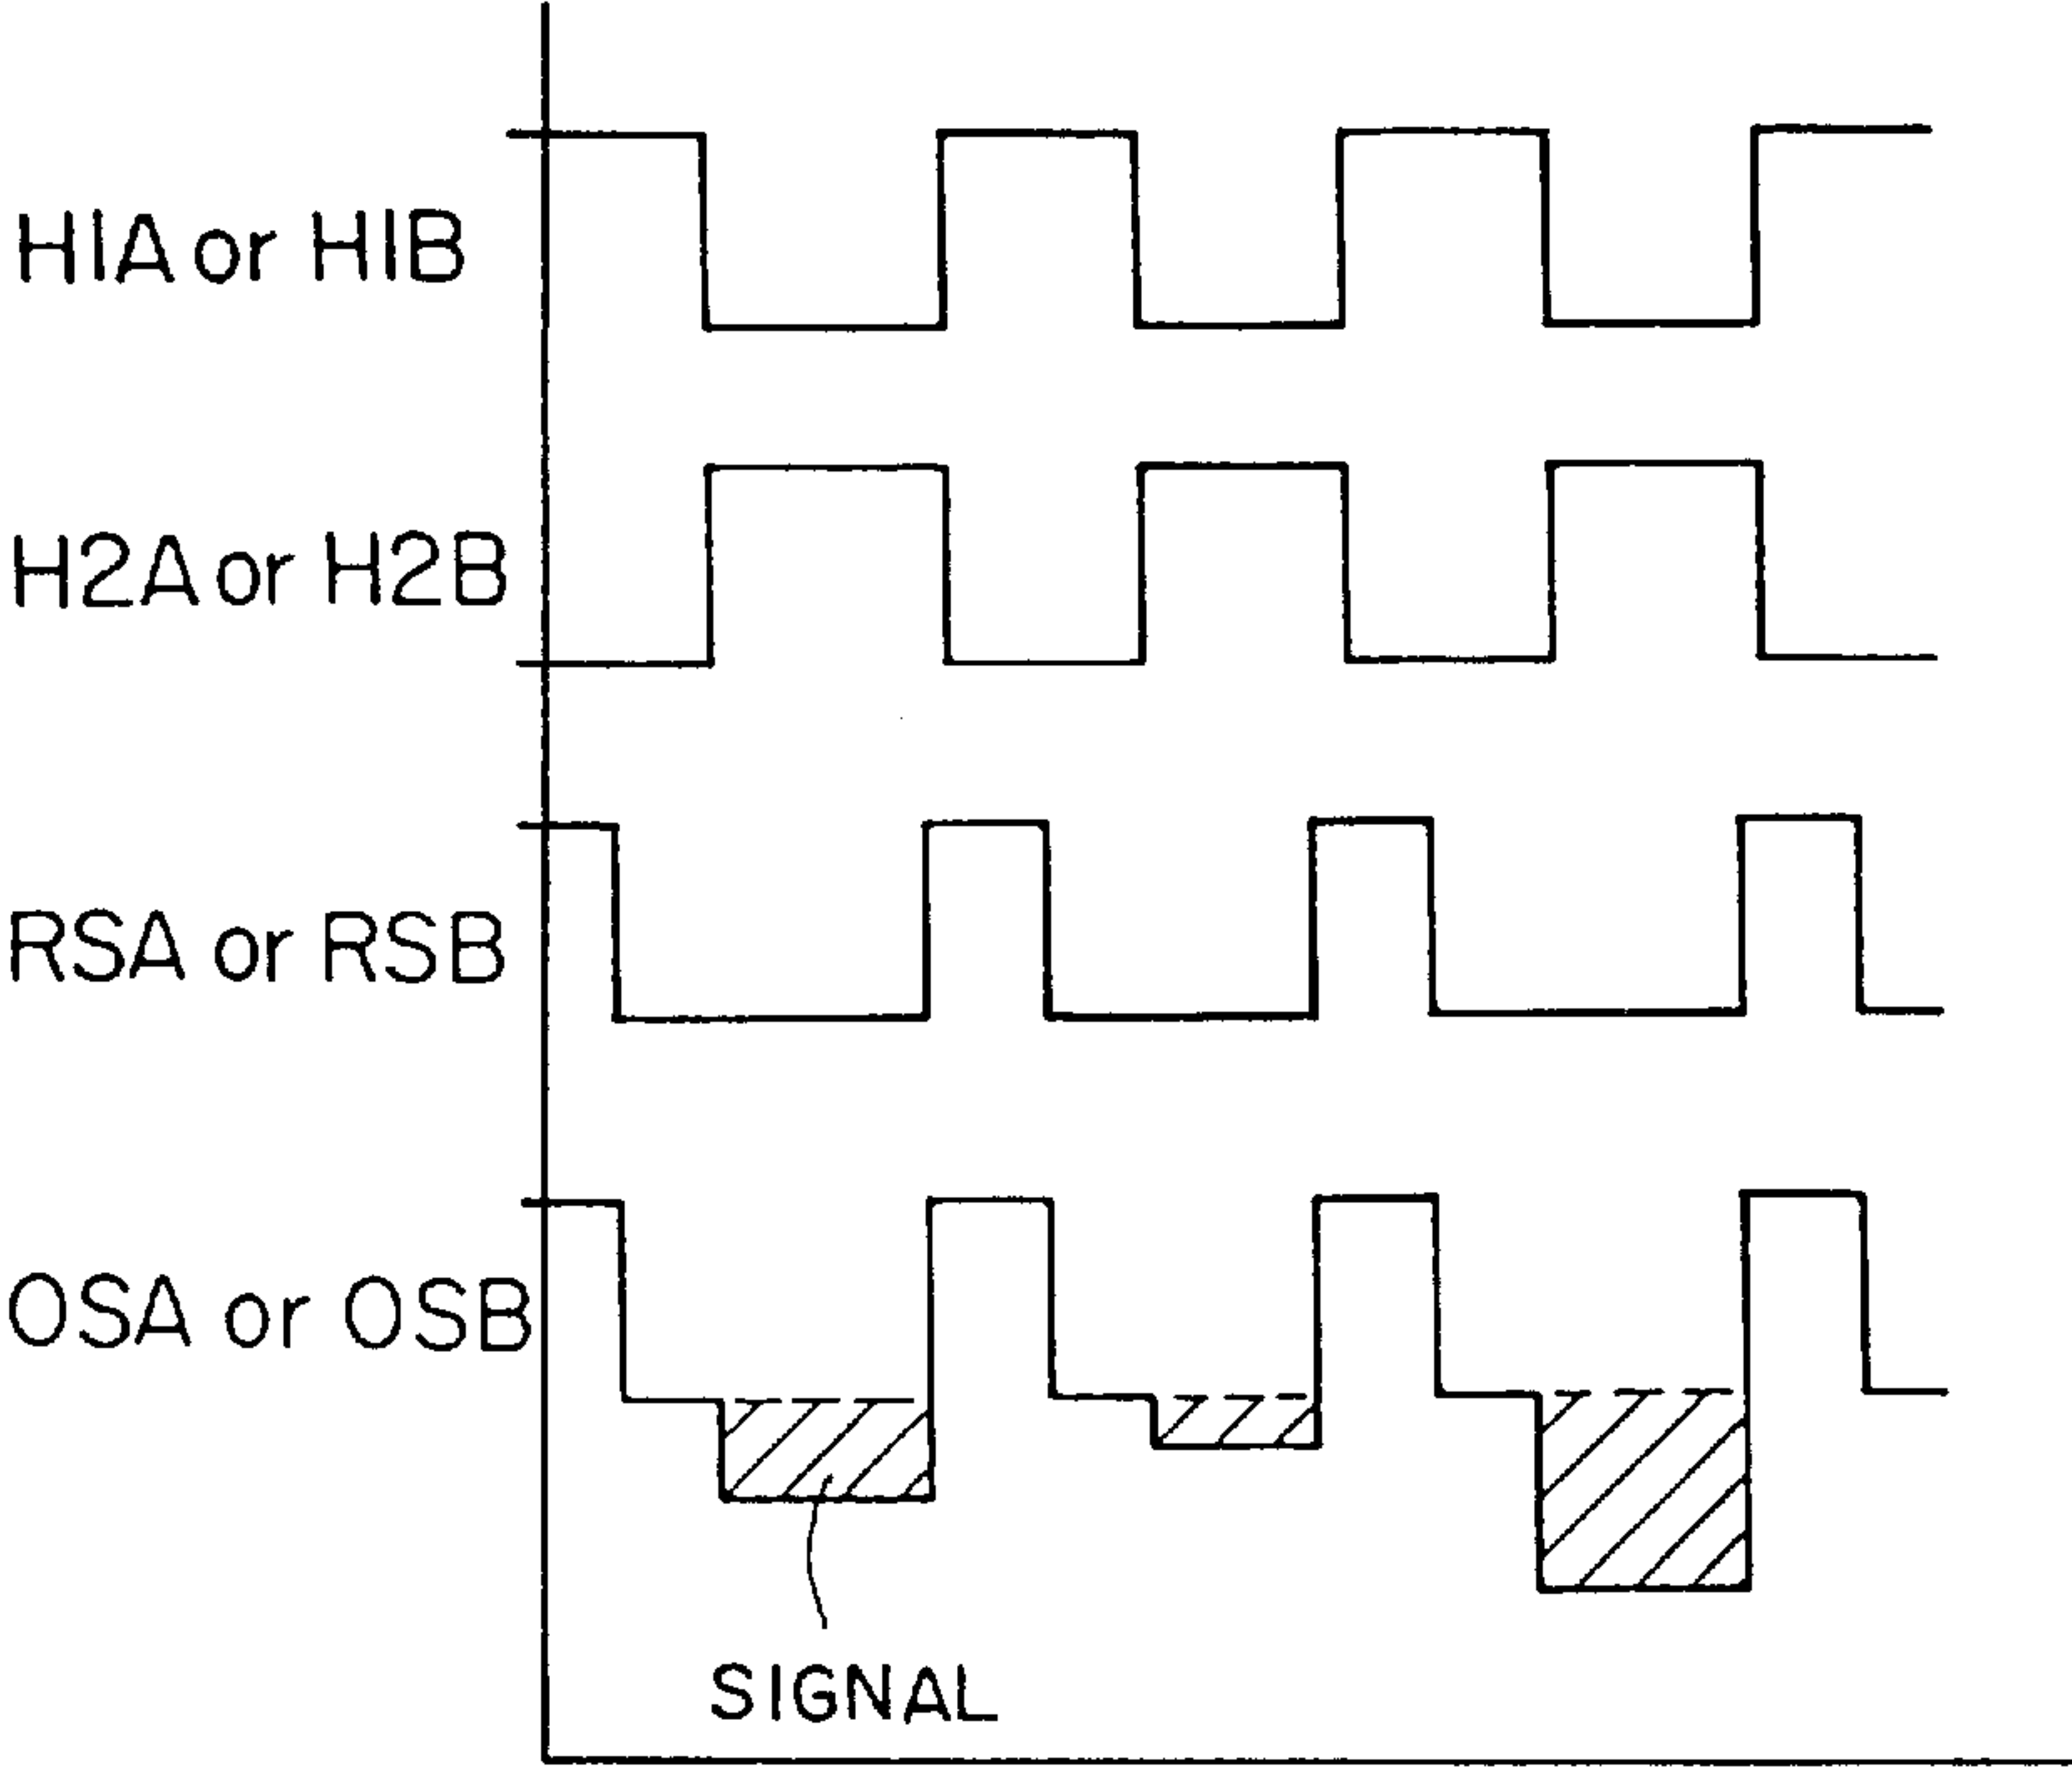 H1A or H1B
H2A or H2B
RSA or RSB
OSA or OSB
SIGNAL